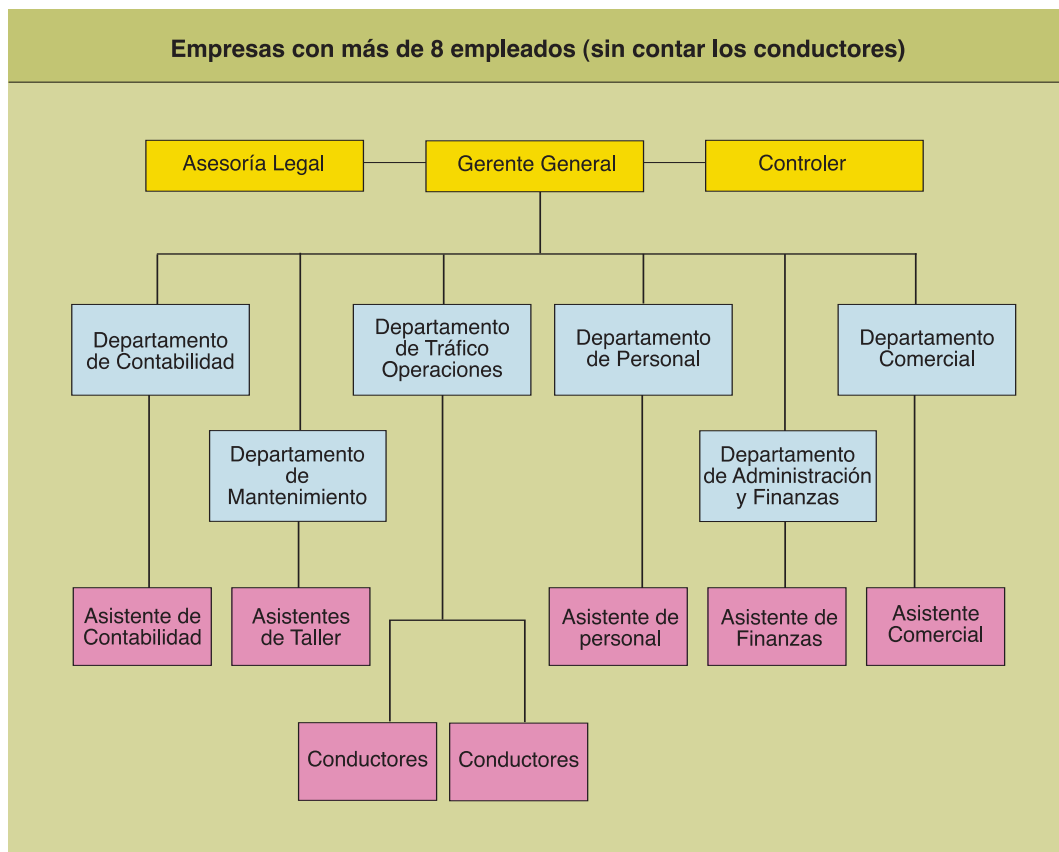 Empresas con más de 8 empleados (sin contar los conductores)
Asesoría Legal
Gerente General
Controler
Departamento
de Contabilidad
Departamento
de Tráfico
Operaciones
Departamento
de Personal
Departamento
Comercial
Departamento
de
Mantenimiento
Departamento
de Administración
y Finanzas
Asistente de
Contabilidad
Asistentes
de Taller
Asistente de
personal
Asistente de
Finanzas
Asistente
Comercial
Conductores
Conductores